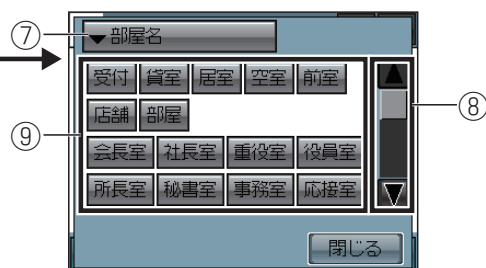 ⑦
▼部屋名
受付 貸室 居室 空室 前室
店舗 部屋
会長室 社長室 重役室 役員室
所長室 秘書室 事務室 応接室
閉じる
⑧
⑨